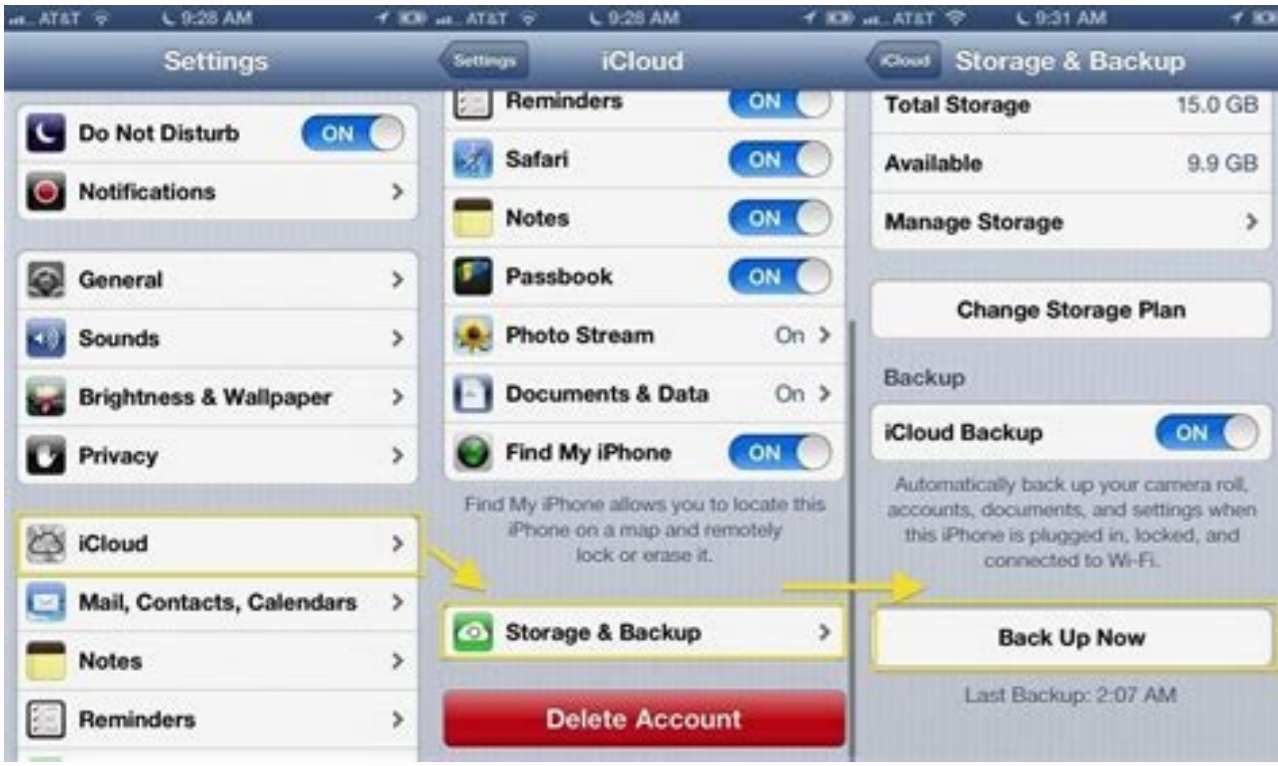 AT&T 9:28 AM
Settings
Do Not Disturb ON
Notifications
General
Sounds
Brightness & Wallpaper
Privacy
iCloud
Mail, Contacts, Calendars
Notes
Reminders
AT&T 9:28 AM
Settings iCloud
Reminders ON
Safari ON
Notes ON
Passbook ON
Photo Stream On
Documents & Data On
Find My iPhone ON
Find My iPhone allows you to locate this
iPhone on a map and remotely
lock or erase it.
Storage & Backup
Delete Account
AT&T 9:31 AM
iCloud Storage & Backup
Total Storage 15.0 GB
Available 9.9 GB
Manage Storage
Change Storage Plan
Backup
iCloud Backup ON
Automatically back up your camera roll,
accounts, documents, and settings when
this iPhone is plugged in, locked, and
connected to Wi-Fi.
Back Up Now
Last Backup: 2:07 AM